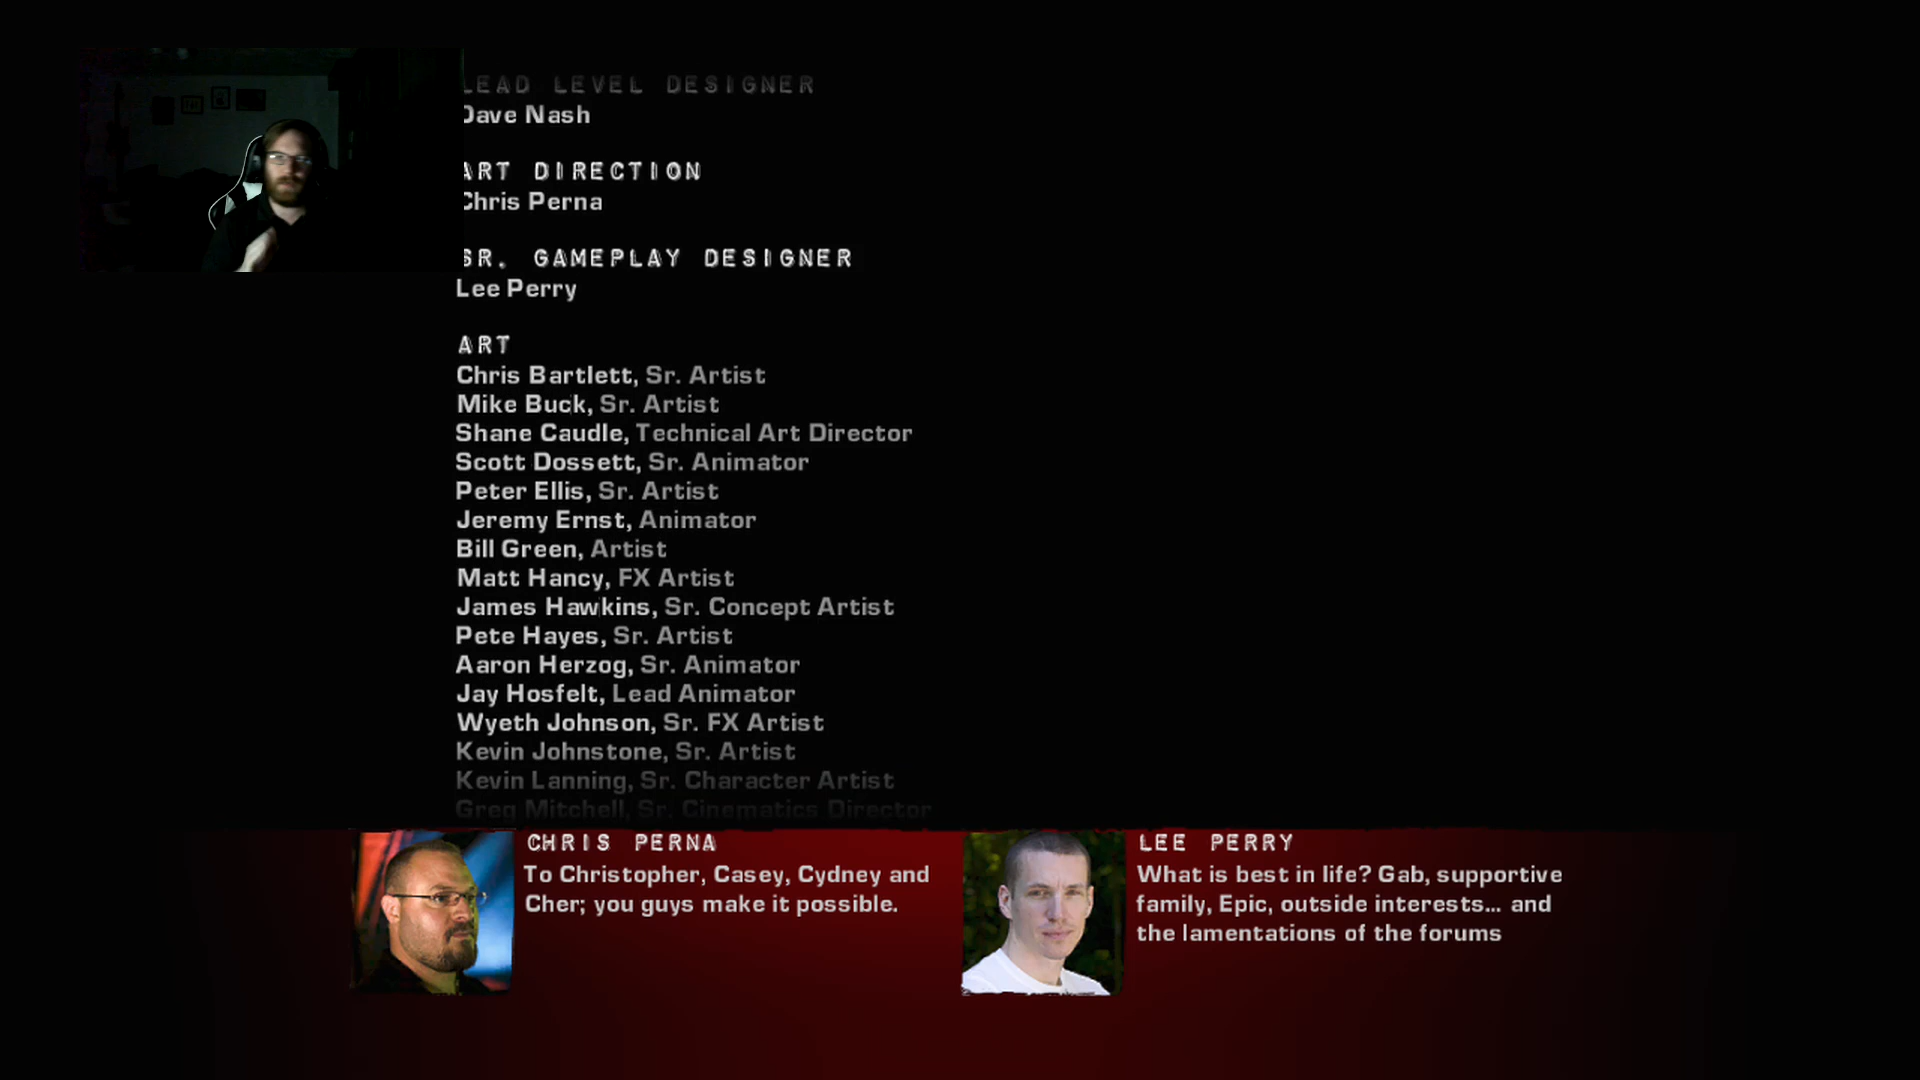 LEAD LEVEL DESIGNER
Dave Nash
ART DIRECTION
Chris Perna
SR. GAMEPLAY DESIGNER
Lee Perry
ART
Chris Bartlett, Sr. Artist
Mike Buck, Sr. Artist
Shane Caudle, Technical Art Director
Scott Dossett, Sr. Animator
Peter Ellis, Sr. Artist
Jeremy Ernst, Animator
Bill Green, Artist
Matt Hancy, FX Artist
James Hawkins, Sr. Concept Artist
Pete Hayes, Sr. Artist
Aaron Herzog, Sr. Animator
Jay Hosfelt, Lead Animator
Wyeth Johnson, Sr. FX Artist
Kevin Johnstone, Sr. Artist
Kevin Lanning, Sr. Character Artist
Greg Mitchell, Sr. Cinematics Director
CHRIS PERNA
To Christopher, Casey, Cydney and
Cher; you guys make it possible.
LEE PERRY
What is best in life? Gab, supportive
family, Epic, outside interests... and
the lamentations of the forums